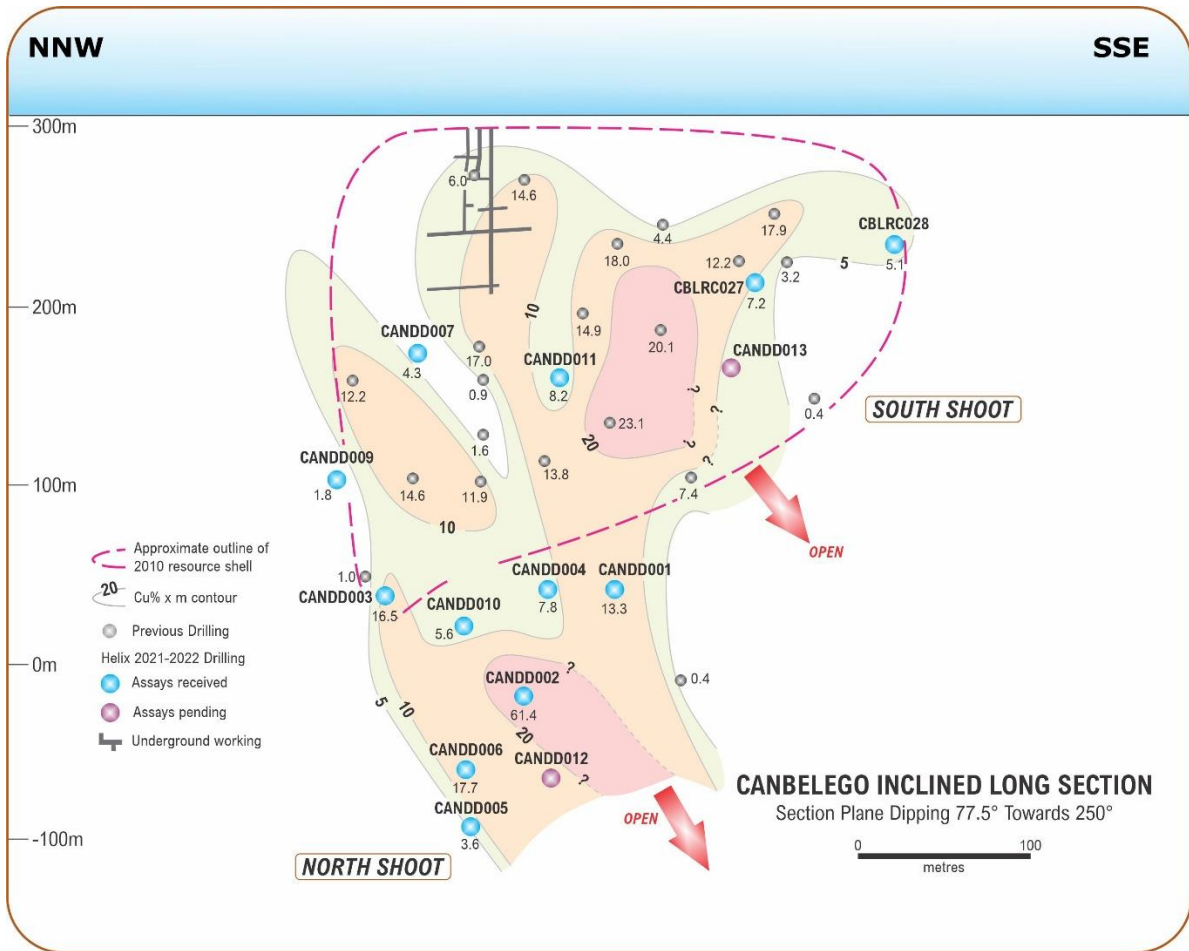 NNW
SSE
300m
6.0
14.6
4.4
17.9
CBLRC028
18.0
12.2
3.2
5
5.1
CBLRC027
7.2
200m
10
CANDD007
14.9
20.1
4.3
17.0
CANDD011
CANDD013
12.2
0.9
8.2
?
?
0.4
SOUTH SHOOT
23.1
1.6
20
?
?
CANDD009
13.8
100m
1.8
14.6
11.9
7.4
10
OPEN
Approximate outline of
2010 resource shell
20
Cu% x m contour
Previous Drilling
Helix 2021-2022 Drilling
Assays received
Assays pending
Underground working
1.0
CANDD003
16.5
CANDD010
5.6
CANDD004
7.8
CANDD001
13.3
0m
?
0.4
CANDD002
61.4
5
10
20
CANDD006
17.7
CANDD012
?
CANDD005
3.6
-100m
OPEN
NORTH SHOOT
CANBELEGO INCLINED LONG SECTION
Section Plane Dipping 77.5° Towards 250°
0 100
metres